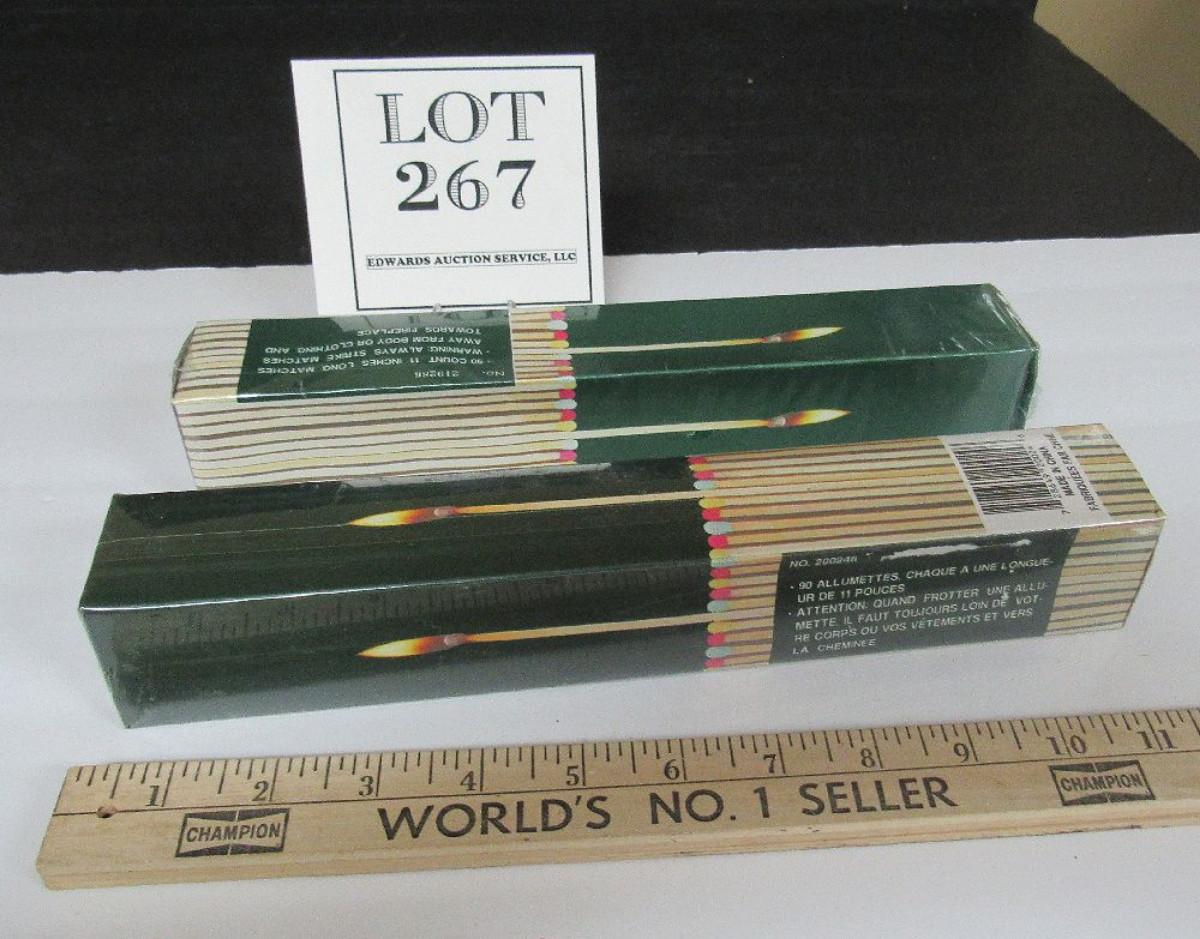 LOT
267
EDWARDS AUCTION SERVICE, LLC
NO. 219286
· 90 COUNT 11 INCHES LONG MATCHES
· WARNING: ALWAYS STRIKE MATCHES
AWAY FROM BODY OR CLOTHING AND
TOWARDS FIREPLACE
MADE IN CHINA
FABRIQUEES PAR CHINA
NO. 200946
· 90 ALLUMETTES, CHAQUE A UNE LONGUE-
UR DE 11 POUCES
· ATTENTION: QUAND FROTTER UNE ALLU-
METTE, IL FAUT TOUJOURS LOIN DE VOT-
RE CORPS OU VOS VÊTEMENTS ET VERS
LA CHEMINEE
1 2 3 4 5 6 7 8 9 10 11
CHAMPION WORLD'S NO. 1 SELLER CHAMPION